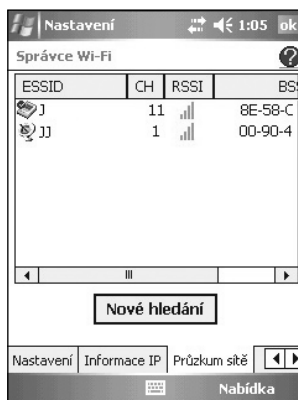 Nastavení 1:05 ok
Správce Wi-Fi ?
ESSID CH RSSI BS
J 11 8E-58-C
JJ 1 00-90-4
Nové hledání
Nastavení Informace IP Průzkum sítě
Nabídka